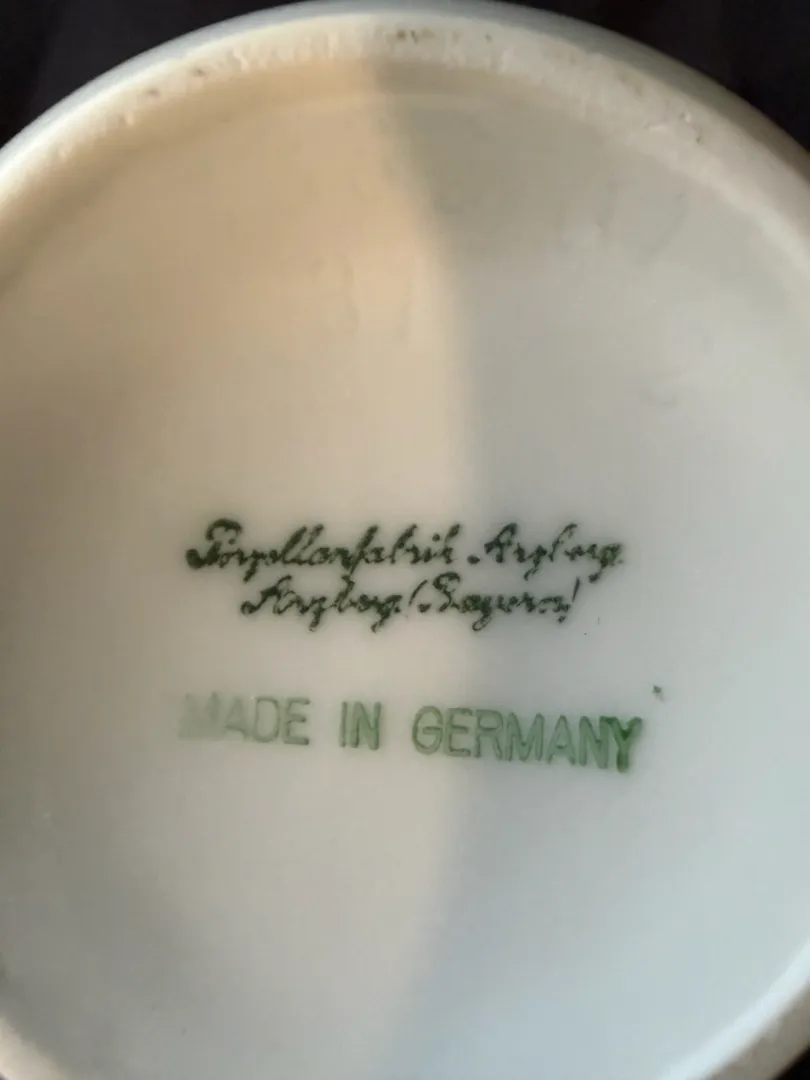 Porzellanfabrik Arzberg
Arzberg (Bayern)
MADE IN GERMANY